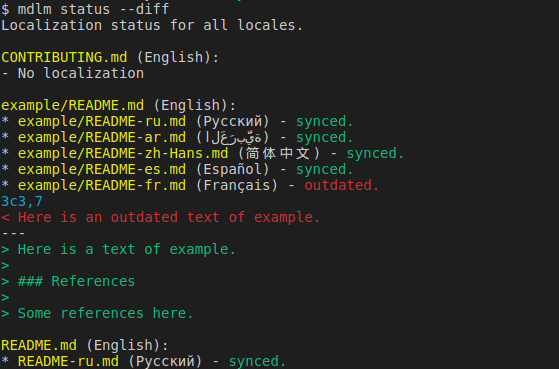 $ mdlm status --diff
Localization status for all locales.
CONTRIBUTING.md (English):
- No localization
example/README.md (English):
* example/README-ru.md (Русский) - synced.
* example/README-ar.md (العَرَبِيَّة) - synced.
* example/README-zh-Hans.md (简体中文) - synced.
* example/README-es.md (Español) - synced.
* example/README-fr.md (Français) - outdated.
3c3,7
< Here is an outdated text of example.
---
> Here is a text of example.
>
> ### References
>
> Some references here.
README.md (English):
* README-ru.md (Русский) - synced.